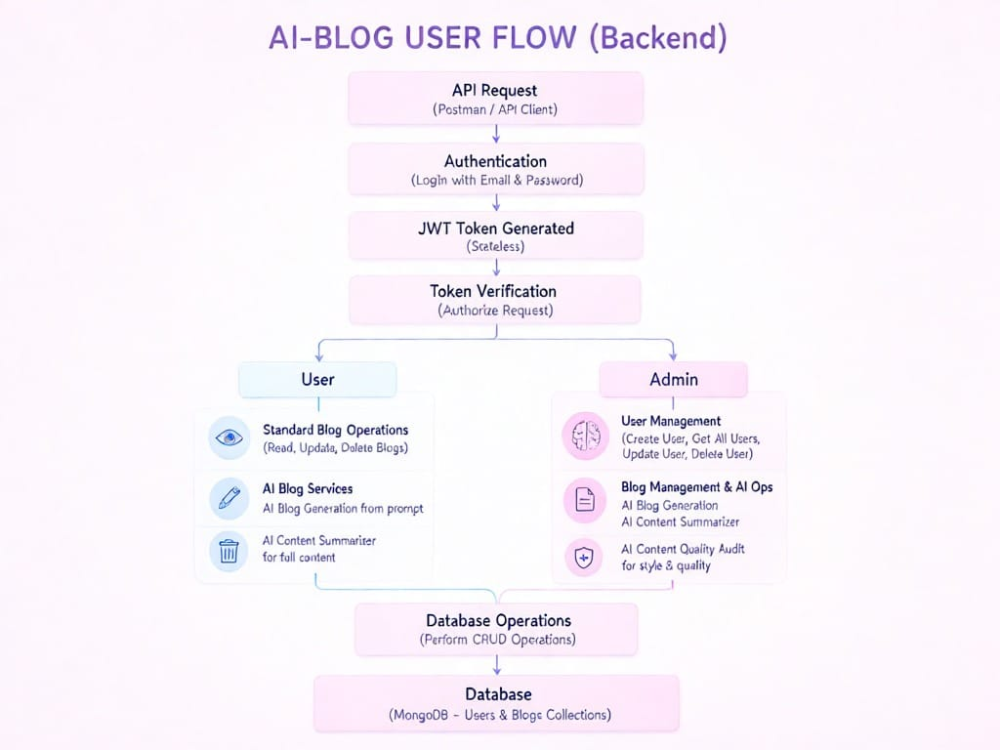 AI-BLOG USER FLOW (Backend)
API Request
(Postman / API Client)
Authentication
(Login with Email & Password)
JWT Token Generated
(Stateless)
Token Verification
(Authorize Request)
User
Standard Blog Operations
(Read, Update, Delete Blogs)
AI Blog Services
AI Blog Generation from prompt
AI Content Summarizer
for full content
Admin
User Management
(Create User, Get All Users,
Update User, Delete User)
Blog Management & AI Ops
AI Blog Generation
AI Content Summarizer
AI Content Quality Audit
for style & quality
Database Operations
(Perform CRUD Operations)
Database
(MongoDB - Users & Blogs Collections)